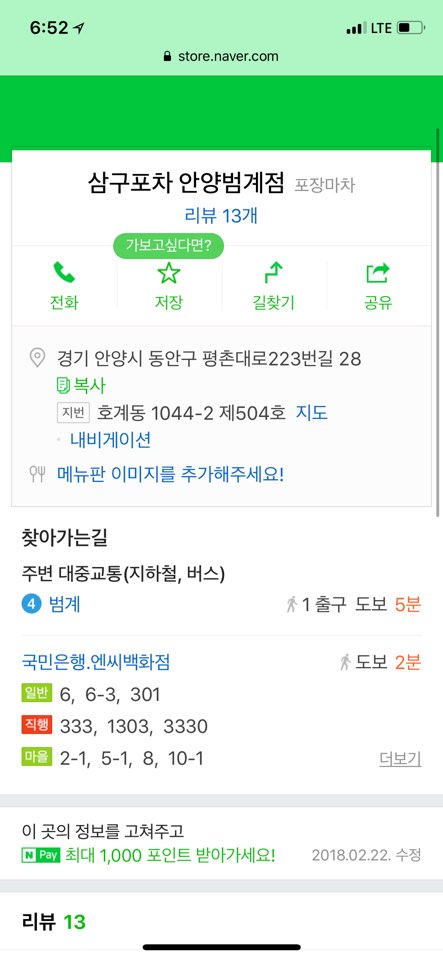 6:52
LTE
store.naver.com
삼구포차 안양범계점 포장마차
리뷰 13개
가보고싶다면?
전화 저장 길찾기 공유
경기 안양시 동안구 평촌대로223번길 28
복사
지번 호계동 1044-2 제504호 지도
내비게이션
메뉴판 이미지를 추가해주세요!
찾아가는길
주변 대중교통(지하철, 버스)
4 범계 1 출구 도보 5분
국민은행.엔씨백화점 도보 2분
일반 6, 6-3, 301
직행 333, 1303, 3330
마을 2-1, 5-1, 8, 10-1 더보기
이 곳의 정보를 고쳐주고
N Pay 최대 1,000 포인트 받아가세요! 2018.02.22. 수정
리뷰 13